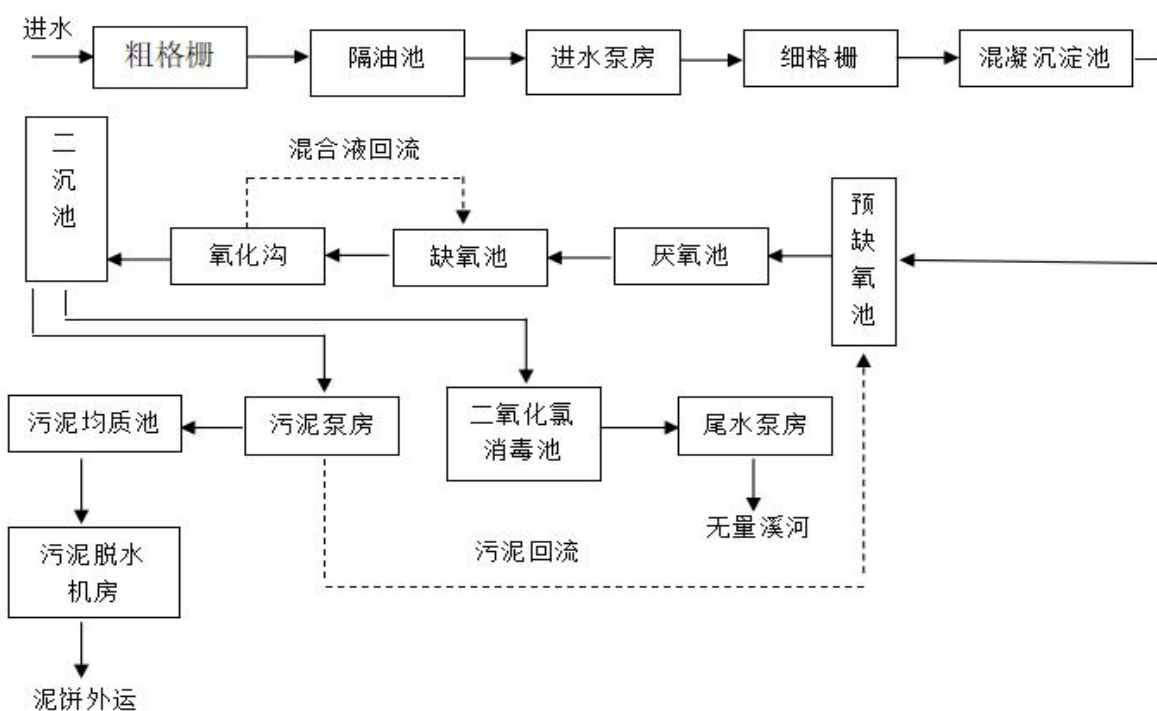 进水
粗格栅
隔油池
进水泵房
细格栅
混凝沉淀池
二
沉
池
混合液回流
氧化沟
缺氧池
厌氧池
预
缺
氧
池
污泥均质池
污泥泵房
二氧化氯
消毒池
尾水泵房
无量溪河
污泥脱水
机房
污泥回流
泥饼外运